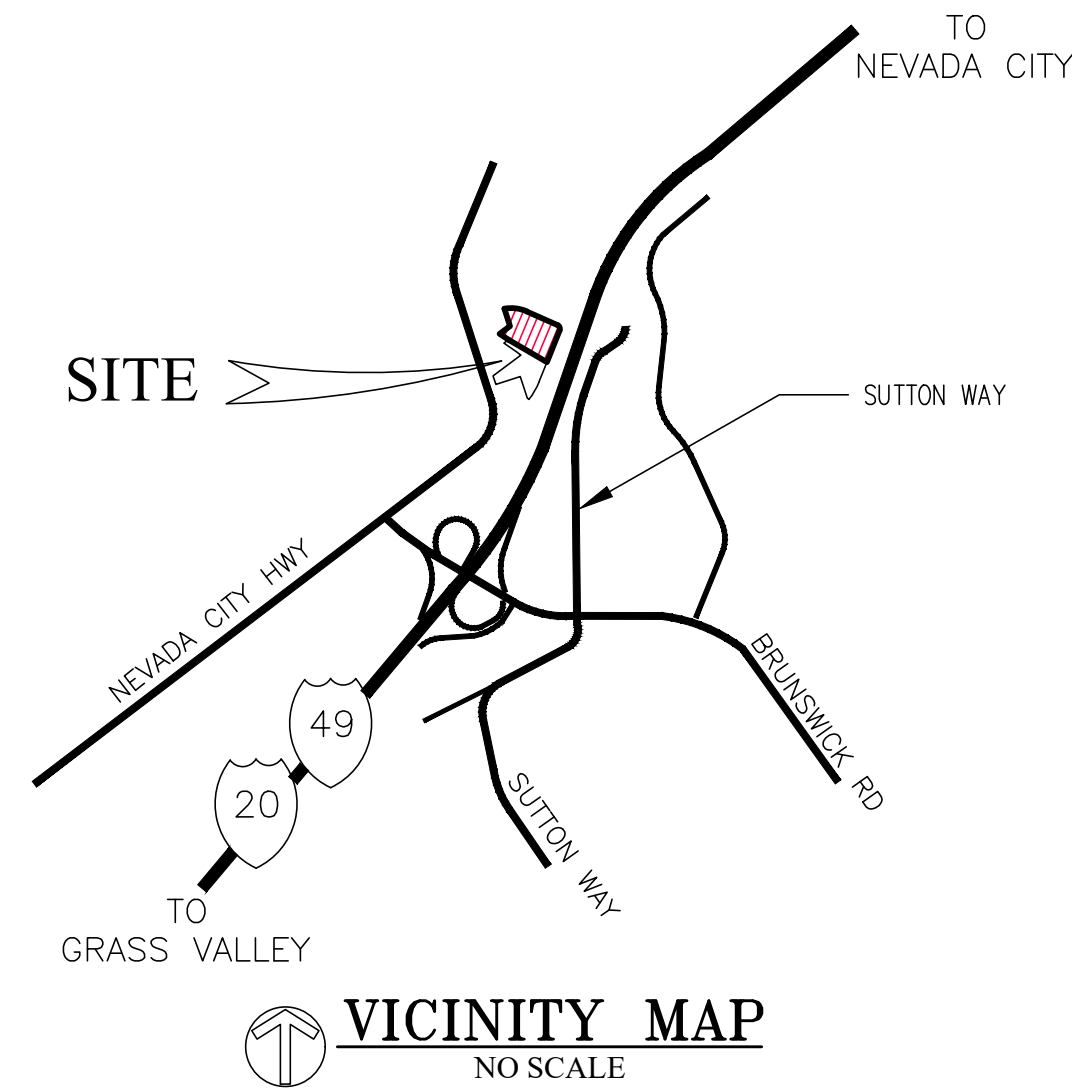 TO
NEVADA CITY
SITE
SUTTON WAY
NEVADA CITY HWY
BRUNSWICK RD
49
20
SUTTON WAY
TO
GRASS VALLEY
VICINITY MAP
NO SCALE